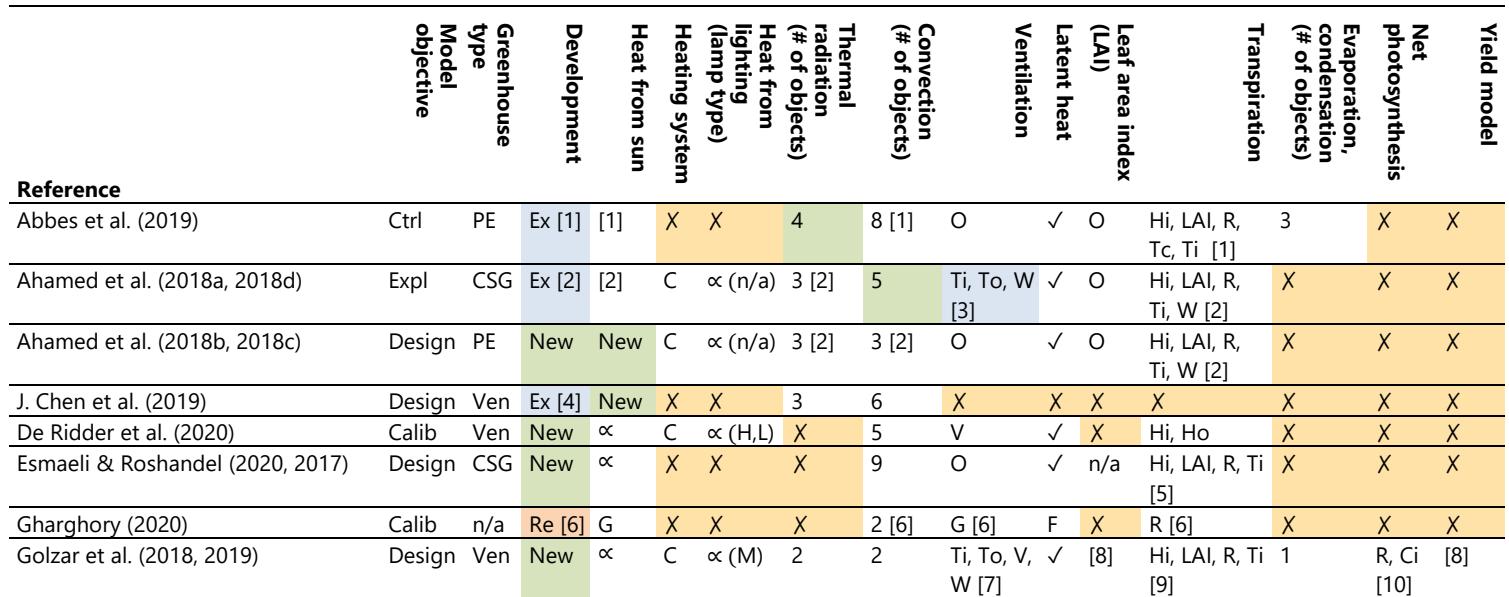 Reference
Model
objective
Greenhouse
type
Development
Heat from sun
Heating system
Heat from
lighting
(lamp type)
Thermal
radiation
(# of objects)
Convection
(# of objects)
Ventilation
Latent heat
Leaf area index
(LAI)
Transpiration
Evaporation,
condensation
(# of objects)
Net
photosynthesis
Yield model
Abbes et al. (2019) Ctrl PE Ex [1] [1] ✗ ✗ 4 8 [1] O ✓ O Hi, LAI, R, 3 ✗ ✗
Tc, Ti [1]
Ahamed et al. (2018a, 2018d) Expl CSG Ex [2] [2] C ∝ (n/a) 3 [2] 5 Ti, To, W ✓ O Hi, LAI, R, ✗ ✗ ✗
[3] Ti, W [2]
Ahamed et al. (2018b, 2018c) Design PE New New C ∝ (n/a) 3 [2] 3 [2] O ✓ O Hi, LAI, R, ✗ ✗ ✗
Ti, W [2]
J. Chen et al. (2019) Design Ven Ex [4] New ✗ ✗ 3 6 ✗ ✗ ✗ ✗ ✗ ✗ ✗
De Ridder et al. (2020) Calib Ven New ∝ C ∝ (H,L) ✗ 5 V ✓ ✗ Hi, Ho ✗ ✗ ✗
Esmaeli & Roshandel (2020, 2017) Design CSG New ∝ ✗ ✗ ✗ 9 O ✓ n/a Hi, LAI, R, Ti ✗ ✗ ✗
[5]
Gharghory (2020) Calib n/a Re [6] G ✗ ✗ ✗ 2 [6] G [6] F ✗ R [6] ✗ ✗ ✗
Golzar et al. (2018, 2019) Design Ven New ∝ C ∝ (M) 2 2 Ti, To, V, ✓ [8] Hi, LAI, R, Ti 1 R, Ci [8]
W [7] [9] [10]